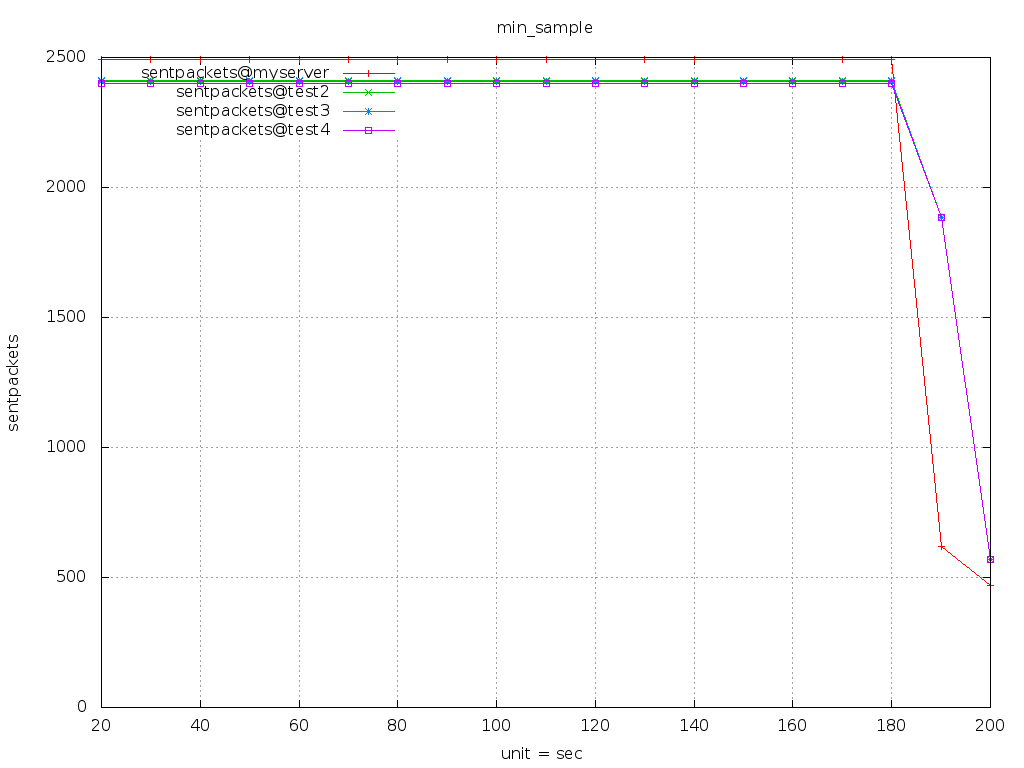 min_sample
2500
sentpackets@myserver
sentpackets@test2
sentpackets@test3
sentpackets@test4
2000
1500
sentpackets
1000
500
0
20 40 60 80 100 120 140 160 180 200
unit = sec